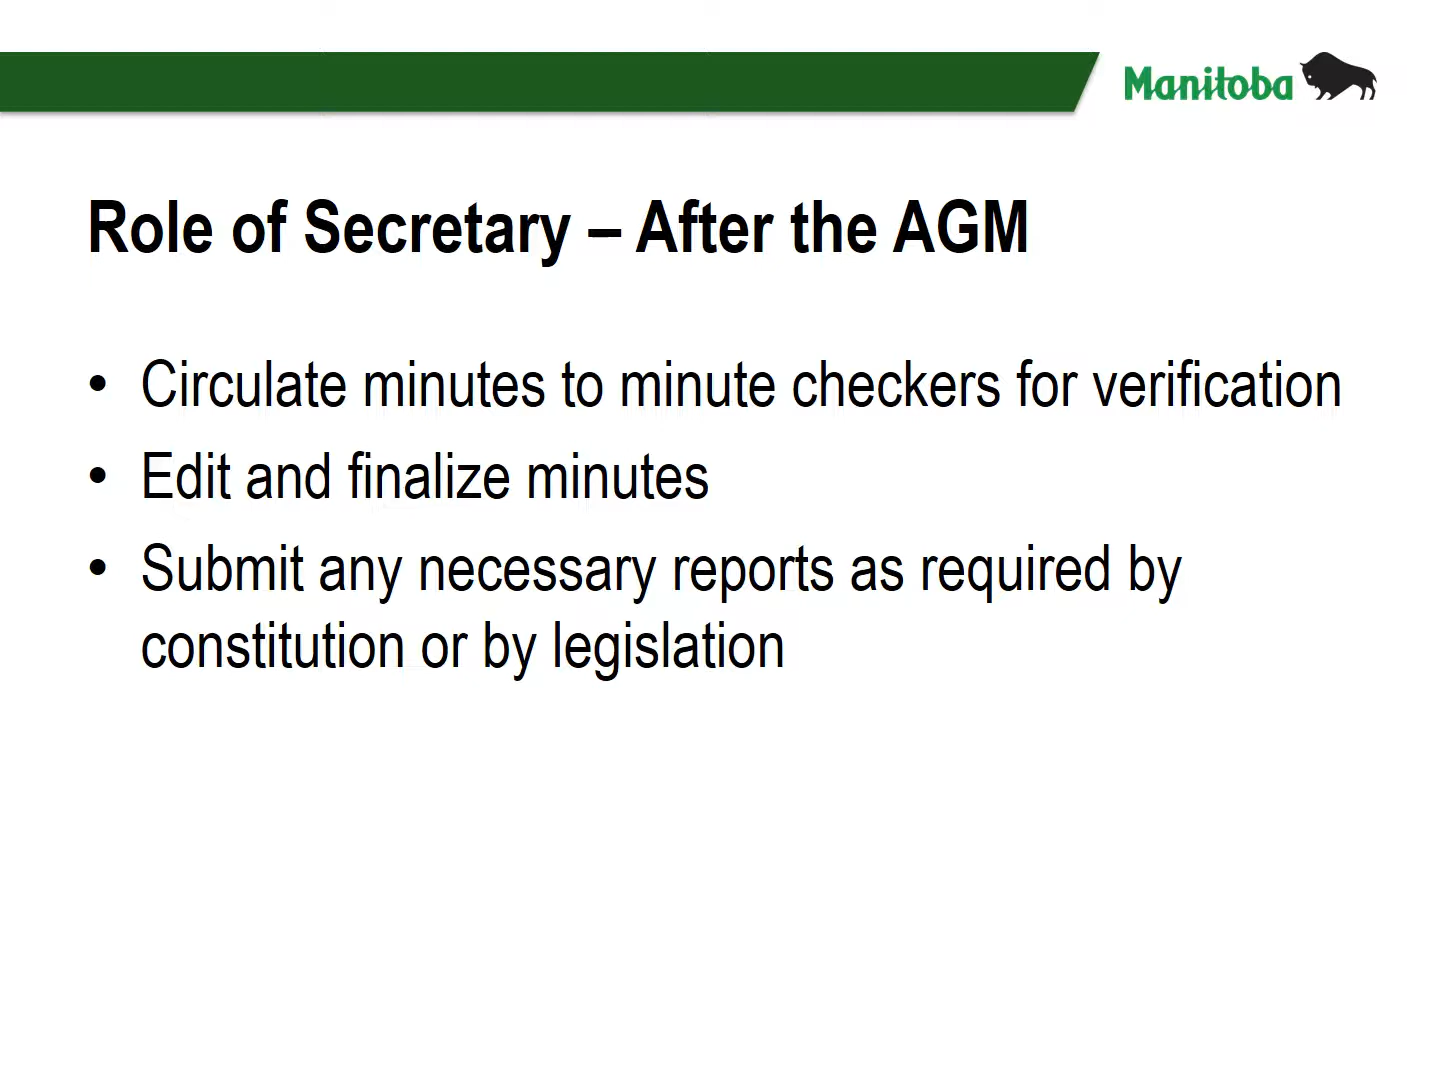 Manitoba
Role of Secretary – After the AGM
• Circulate minutes to minute checkers for verification
• Edit and finalize minutes
• Submit any necessary reports as required by
constitution or by legislation